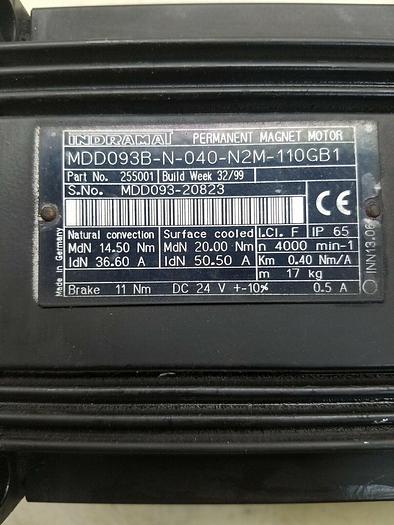 INDRAMAT PERMANENT MAGNET MOTOR
MDD093B-N-040-N2M-110GB1
Part No. 255001 Build Week 32/99
S.No. MDD093-20823
CE
Natural convection Surface cooled I.Cl. F IP 65
MdN 14.50 Nm MdN 20.00 Nm n 4000 min-1
IdN 36.60 A IdN 50.50 A Km 0.40 Nm/A
m 17 kg
Brake 11 Nm DC 24 V +-10% 0.5 A
Made in Germany